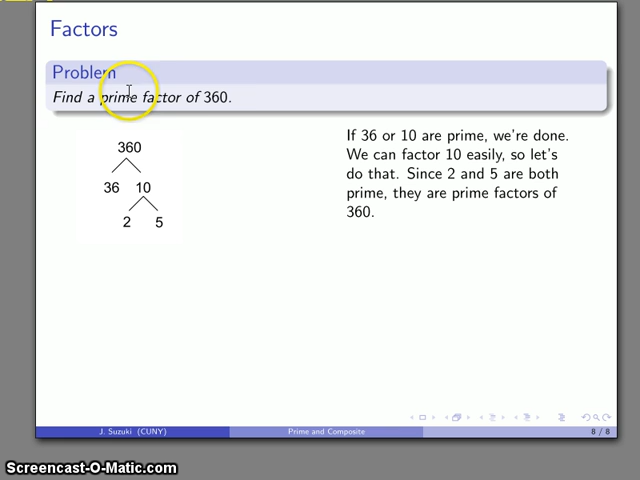 Factors
Problem
Find a prime factor of 360.
360
36 10
2 5
If 36 or 10 are prime, we're done.
We can factor 10 easily, so let's
do that. Since 2 and 5 are both
prime, they are prime factors of
360.
J. Suzuki (CUNY) Prime and Composite 8 / 8
Screencast-O-Matic.com